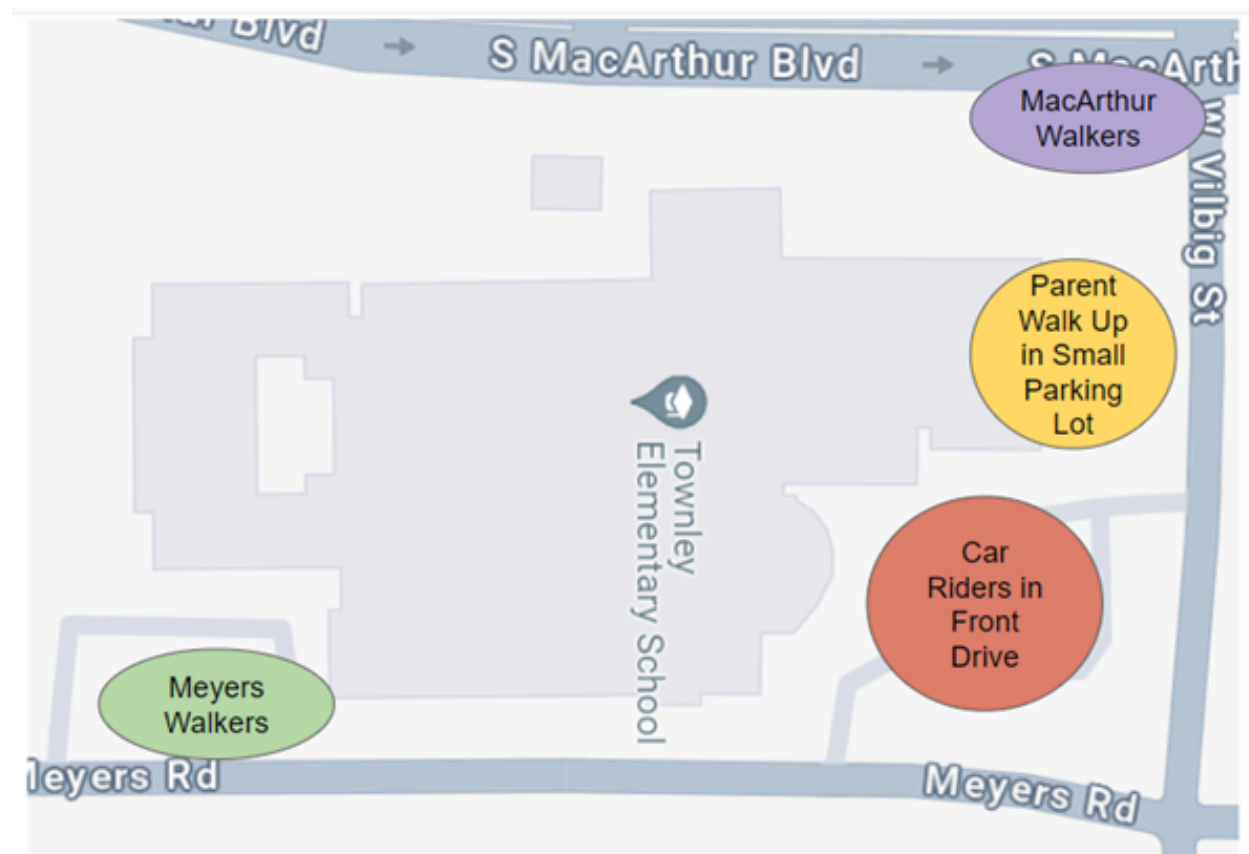 Blvd
S MacArthur Blvd
S MacArth
MacArthur
Walkers
W Vilbig St
Parent
Walk Up
in Small
Parking
Lot
Townley
Elementary School
Car
Riders in
Front
Drive
Meyers
Walkers
Meyers Rd
Meyers Rd